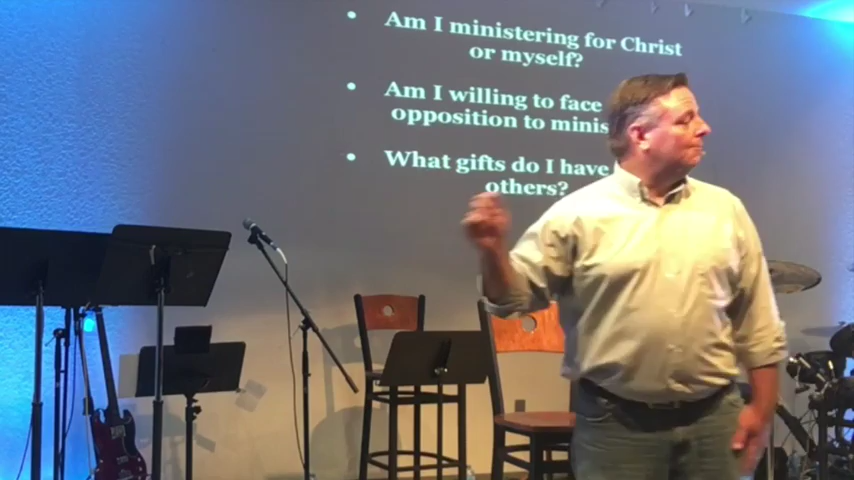 • Am I ministering for Christ
or myself?
• Am I willing to face
opposition to minis
• What gifts do I have
others?